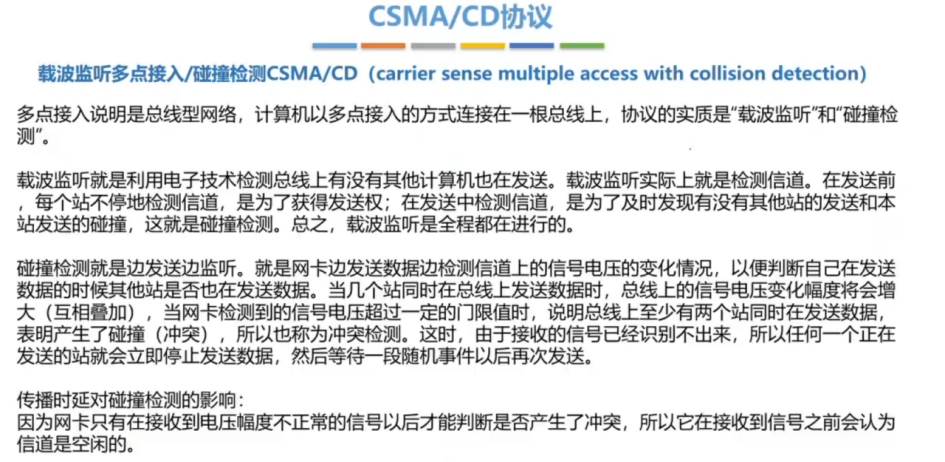 CSMA/CD协议
载波监听多点接入/碰撞检测CSMA/CD（carrier sense multiple access with collision detection）
多点接入说明是总线型网络，计算机以多点接入的方式连接在一根总线上，协议的实质是“载波监听”和“碰撞检
测”。
载波监听就是利用电子技术检测总线上有没有其他计算机也在发送。载波监听实际上就是检测信道。在发送前
，每个站不停地检测信道，是为了获得发送权；在发送中检测信道，是为了及时发现有没有其他站的发送和本
站发送的碰撞，这就是碰撞检测。总之，载波监听是全程都在进行的。
碰撞检测就是边发送边监听。就是网卡边发送数据边检测信道上的信号电压的变化情况，以便判断自己在发送
数据的时候其他站是否也在发送数据。当几个站同时在总线上发送数据时，总线上的信号电压变化幅度将会增
大（互相叠加），当网卡检测到的信号电压超过一定的门限值时，说明总线上至少有两个站同时在发送数据，
表明产生了碰撞（冲突），所以也称为冲突检测。这时，由于接收的信号已经识别不出来，所以任何一个正在
发送的站就会立即停止发送数据，然后等待一段随机事件以后再次发送。
传播时延对碰撞检测的影响：
因为网卡只有在接收到电压幅度不正常的信号以后才能判断是否产生了冲突，所以它在接收到信号之前会认为
信道是空闲的。